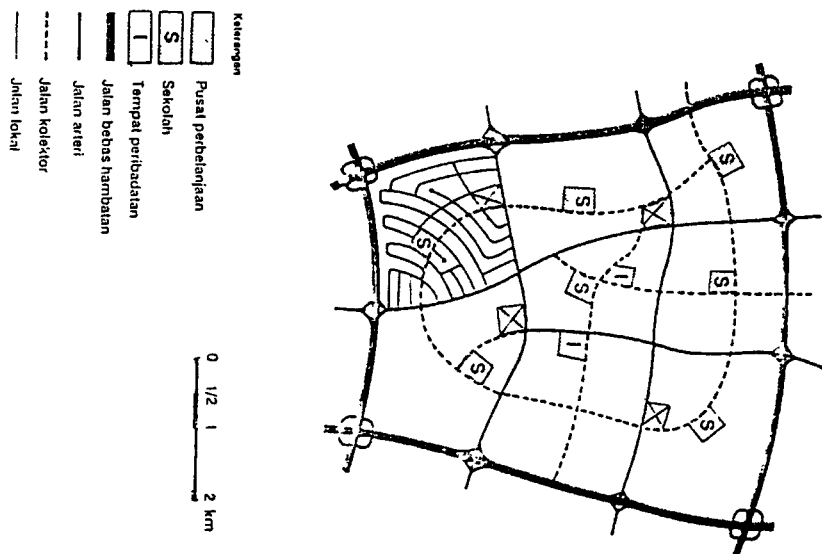 Keterangan
Pusat perbelanjaan
S Sekolah
I Tempat peribadatan
Jalan bebas hambatan
Jalan arteri
Jalan kolektor
Jalan lokal
0 1/2 1 2 km
S
S
S
S
S
S
S
I
I